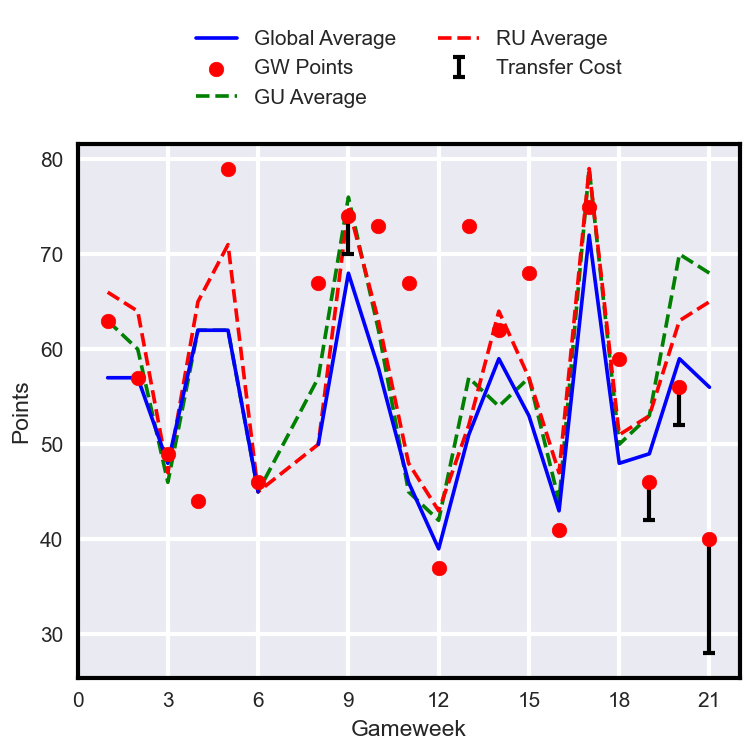 Global Average
GW Points
GU Average
RU Average
Transfer Cost
80
70
60
50
40
30
Points
0 3 6 9 12 15 18 21
Gameweek